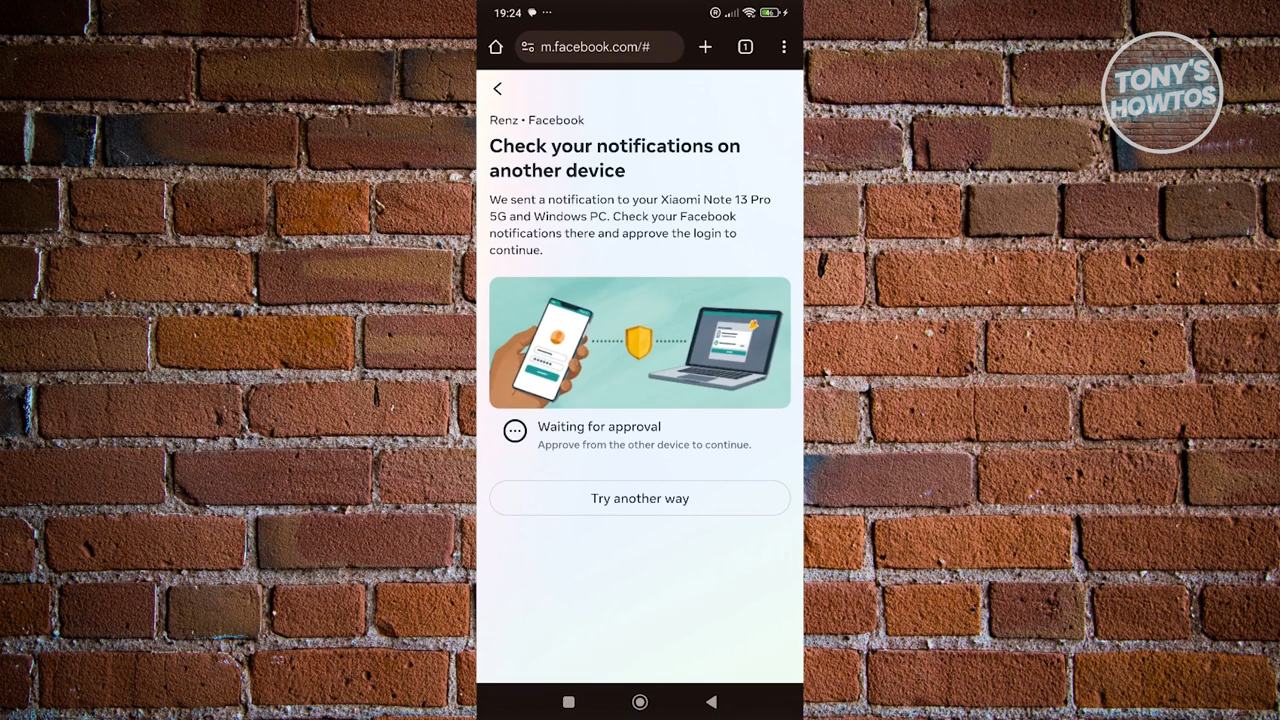 19:24
m.facebook.com/#
1
TONY'S
HOWTOS
Renz • Facebook
Check your notifications on
another device
We sent a notification to your Xiaomi Note 13 Pro
5G and Windows PC. Check your Facebook
notifications there and approve the login to
continue.
Waiting for approval
Approve from the other device to continue.
Try another way